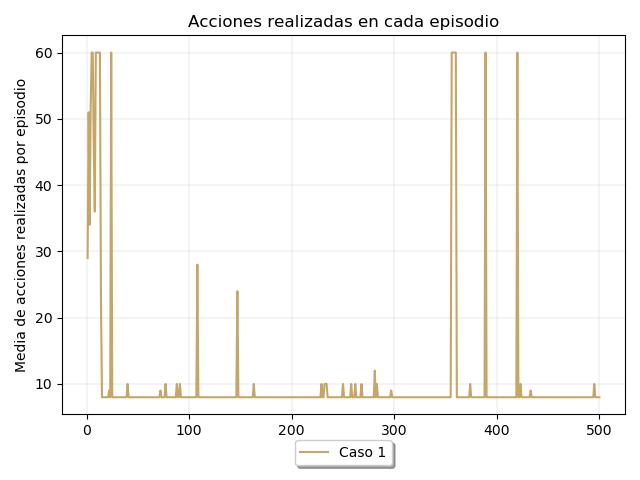 Acciones realizadas en cada episodio
Media de acciones realizadas por episodio
60
50
40
30
20
10
0 100 200 300 400 500
Caso 1